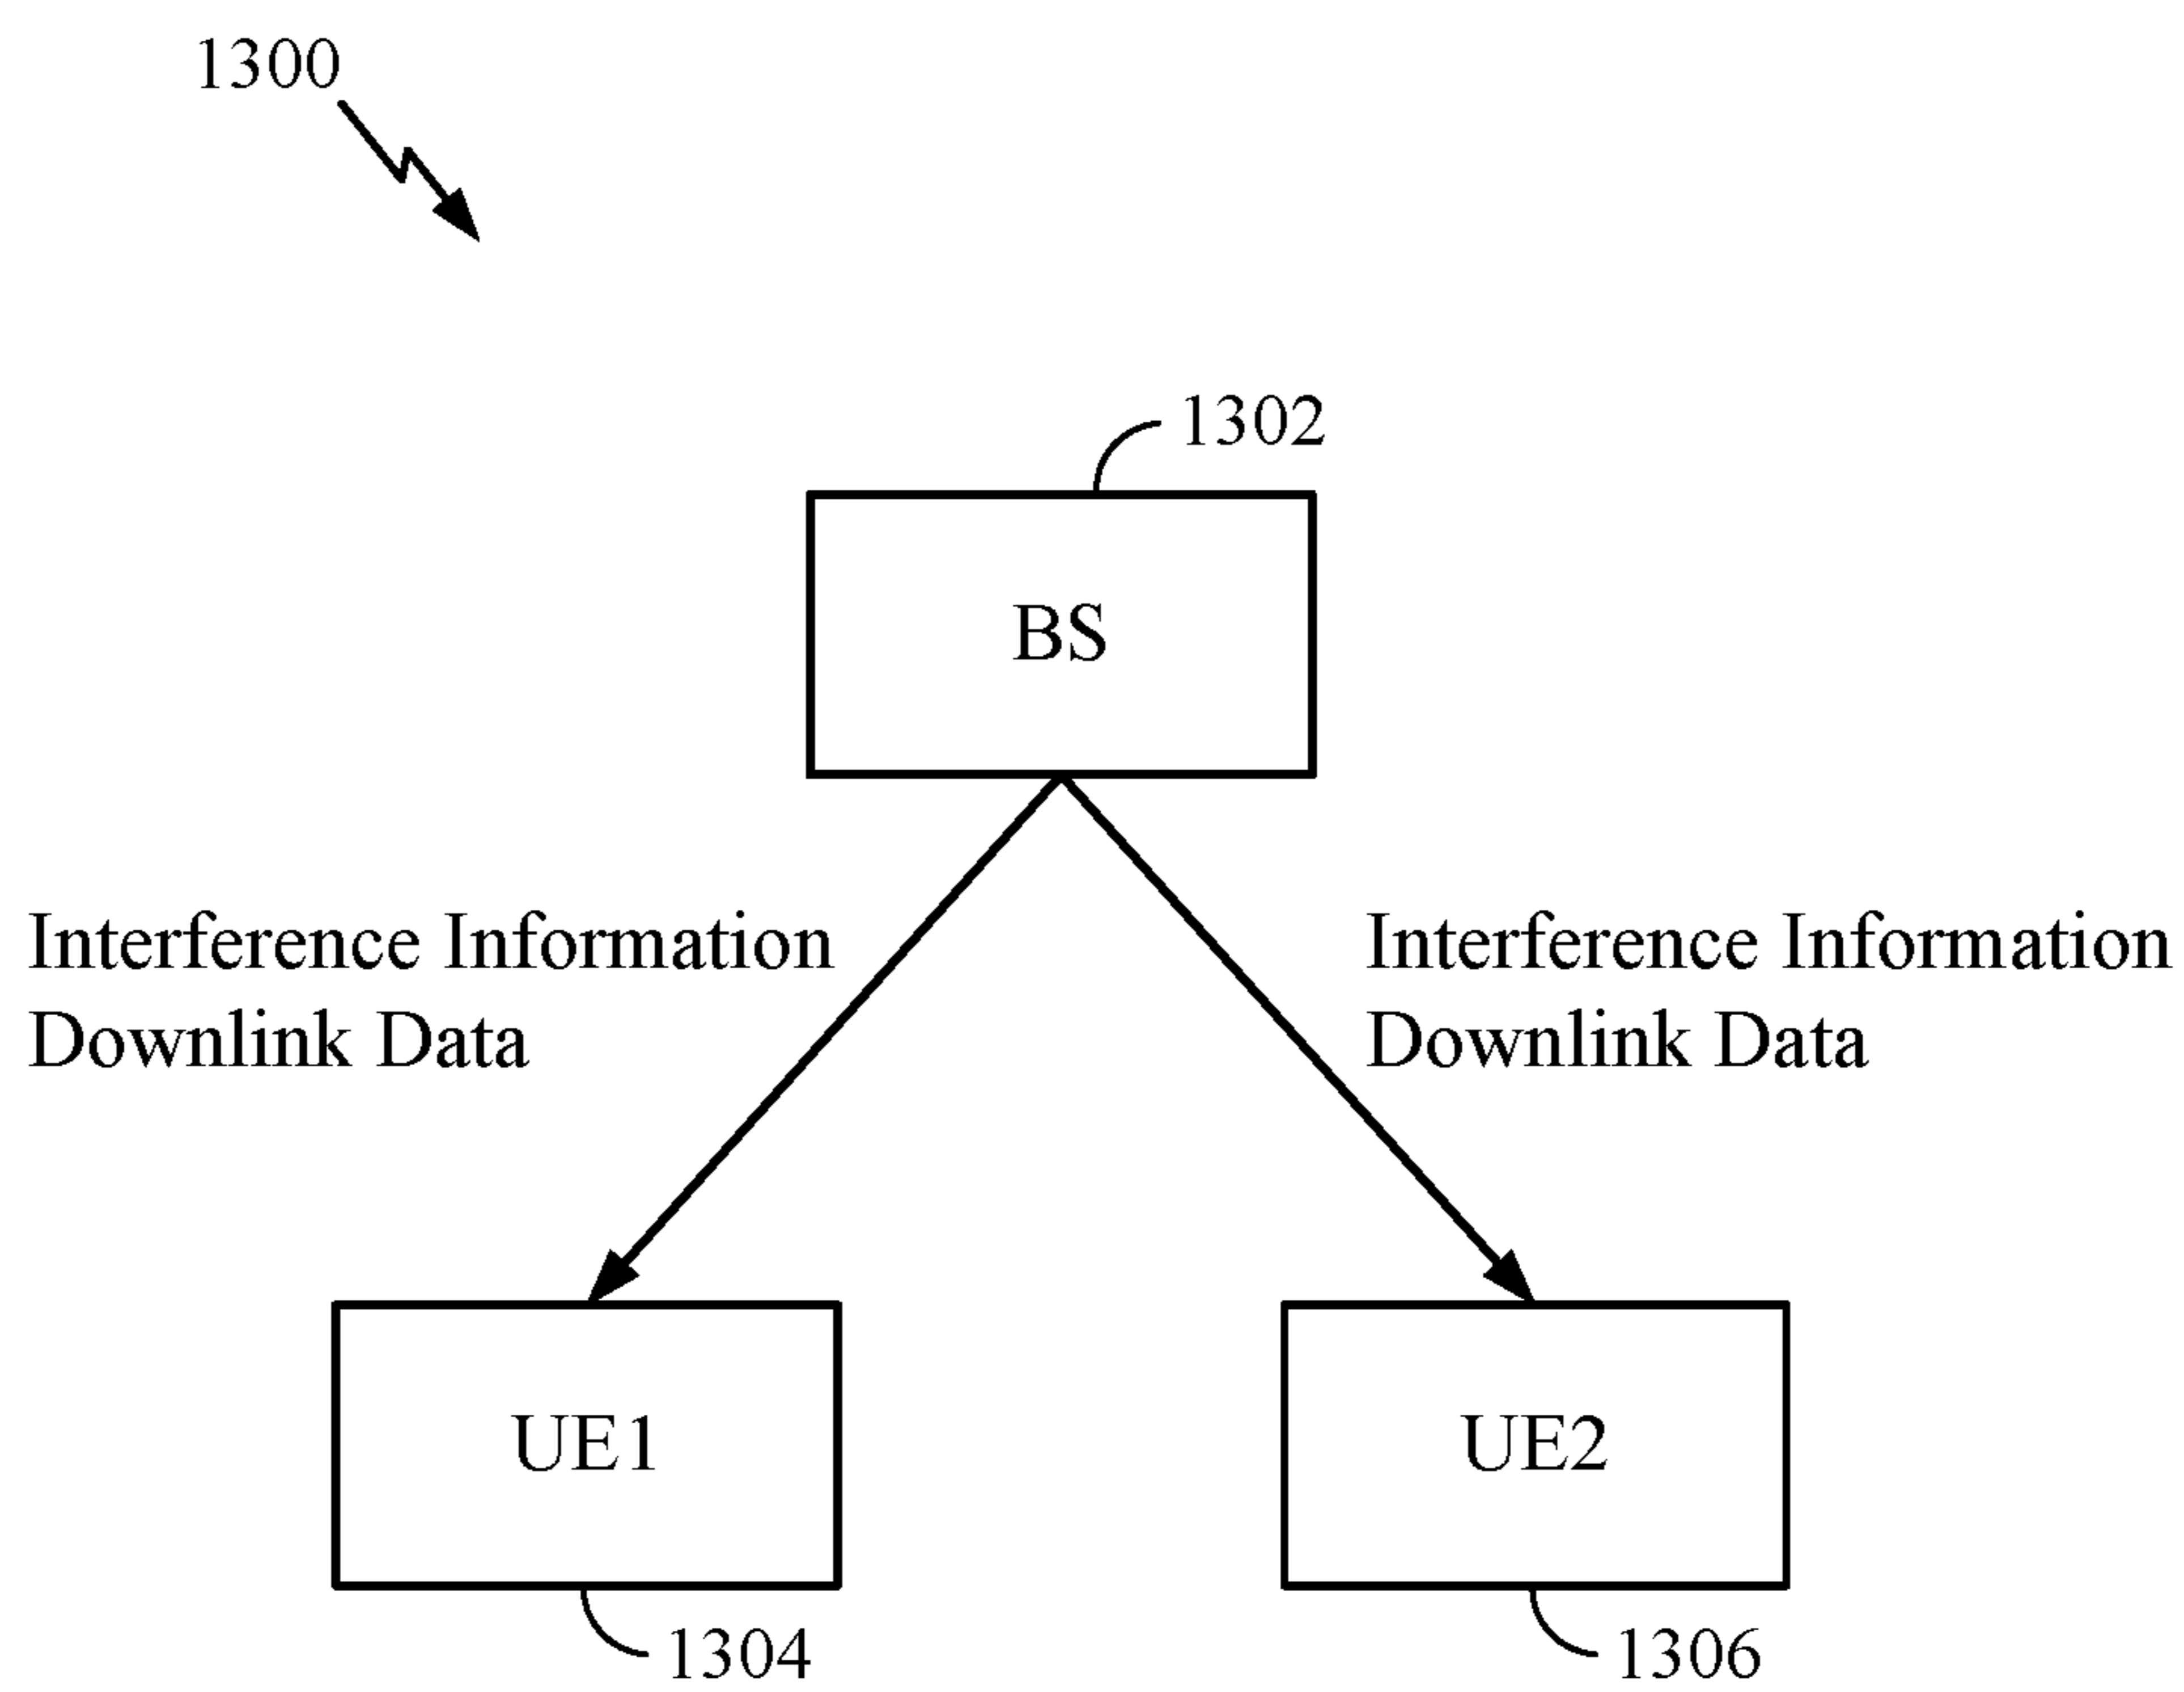 1300
1302
BS
Interference Information
Downlink Data
Interference Information
Downlink Data
UE1
UE2
1304
1306